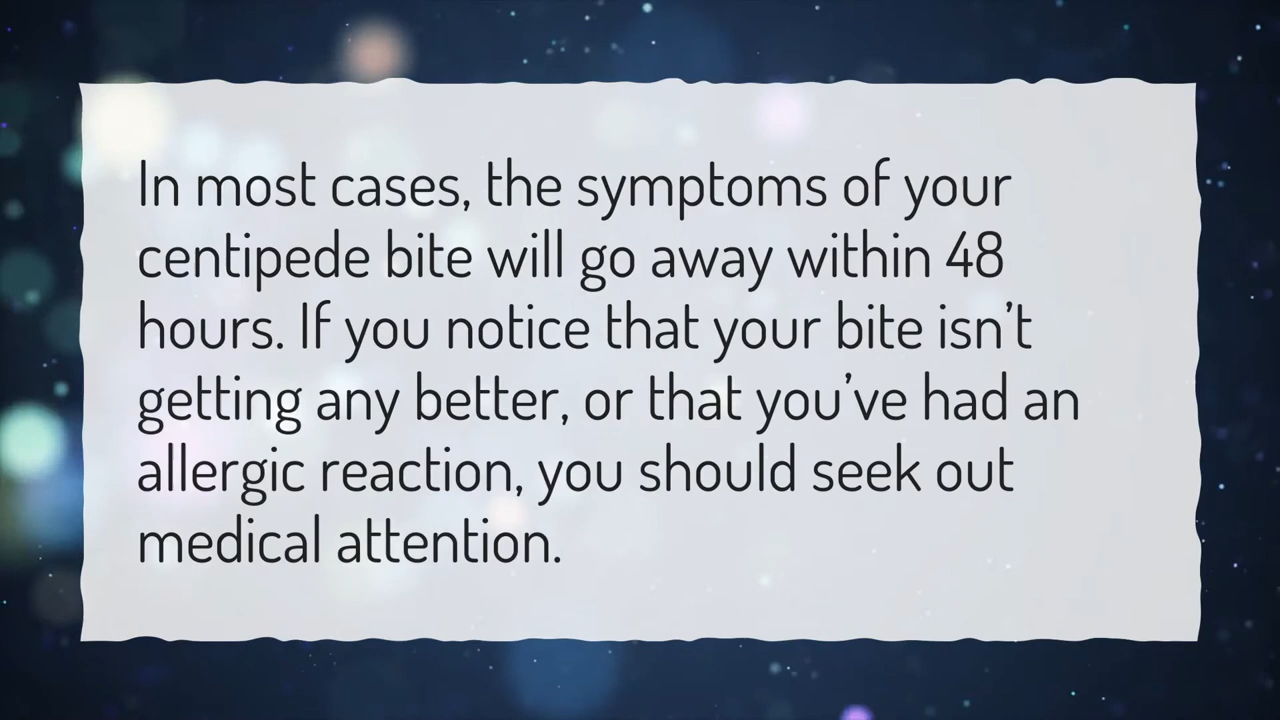 In most cases, the symptoms of your
centipede bite will go away within 48
hours. If you notice that your bite isn’t
getting any better, or that you’ve had an
allergic reaction, you should seek out
medical attention.